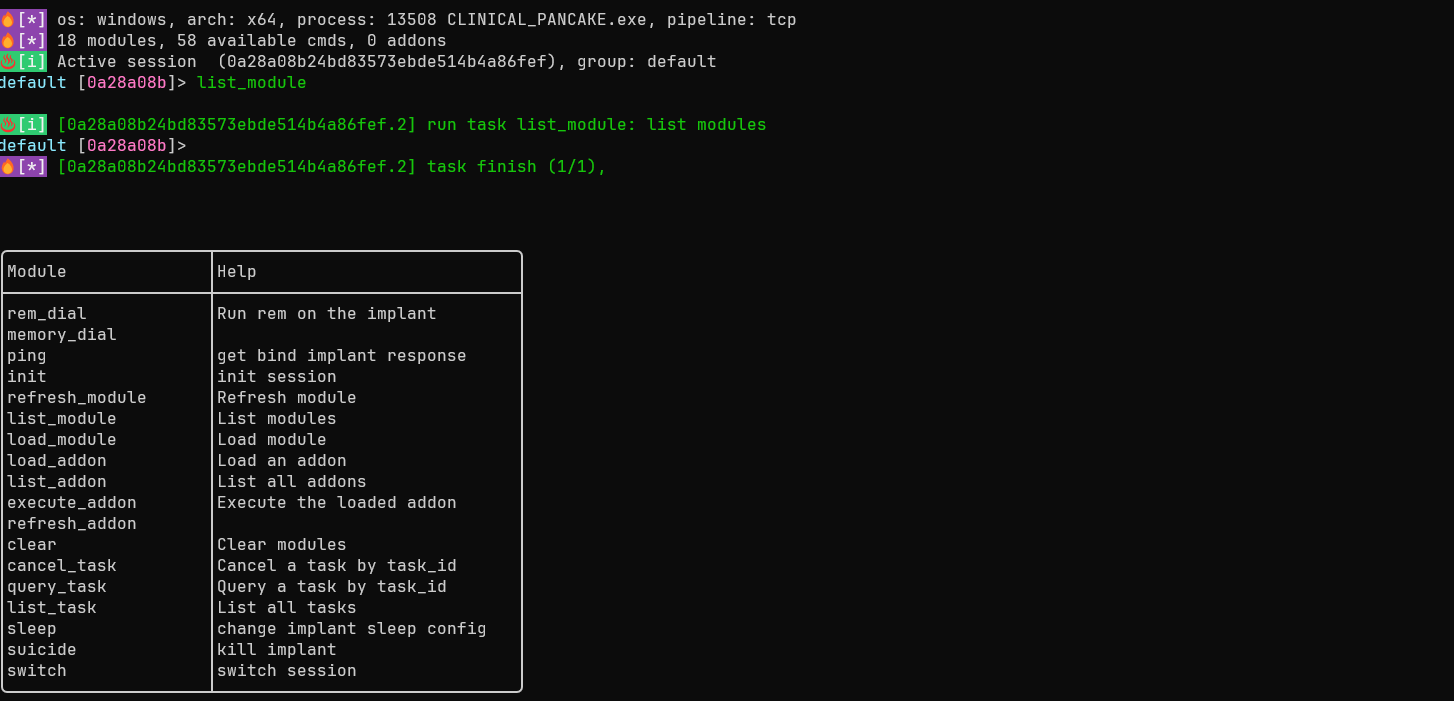 [*] os: windows, arch: x64, process: 13508 CLINICAL_PANCAKE.exe, pipeline: tcp
[*] 18 modules, 58 available cmds, 0 addons
[i] Active session  (0a28a08b24bd83573ebde514b4a86fef), group: default
default [0a28a08b]> list_module
[i] [0a28a08b24bd83573ebde514b4a86fef.2] run task list_module: list modules
default [0a28a08b]>
[*] [0a28a08b24bd83573ebde514b4a86fef.2] task finish (1/1),
Module Help
rem_dial Run rem on the implant
memory_dial
ping get bind implant response
init init session
refresh_module Refresh module
list_module List modules
load_module Load module
load_addon Load an addon
list_addon List all addons
execute_addon Execute the loaded addon
refresh_addon
clear Clear modules
cancel_task Cancel a task by task_id
query_task Query a task by task_id
list_task List all tasks
sleep change implant sleep config
suicide kill implant
switch switch session